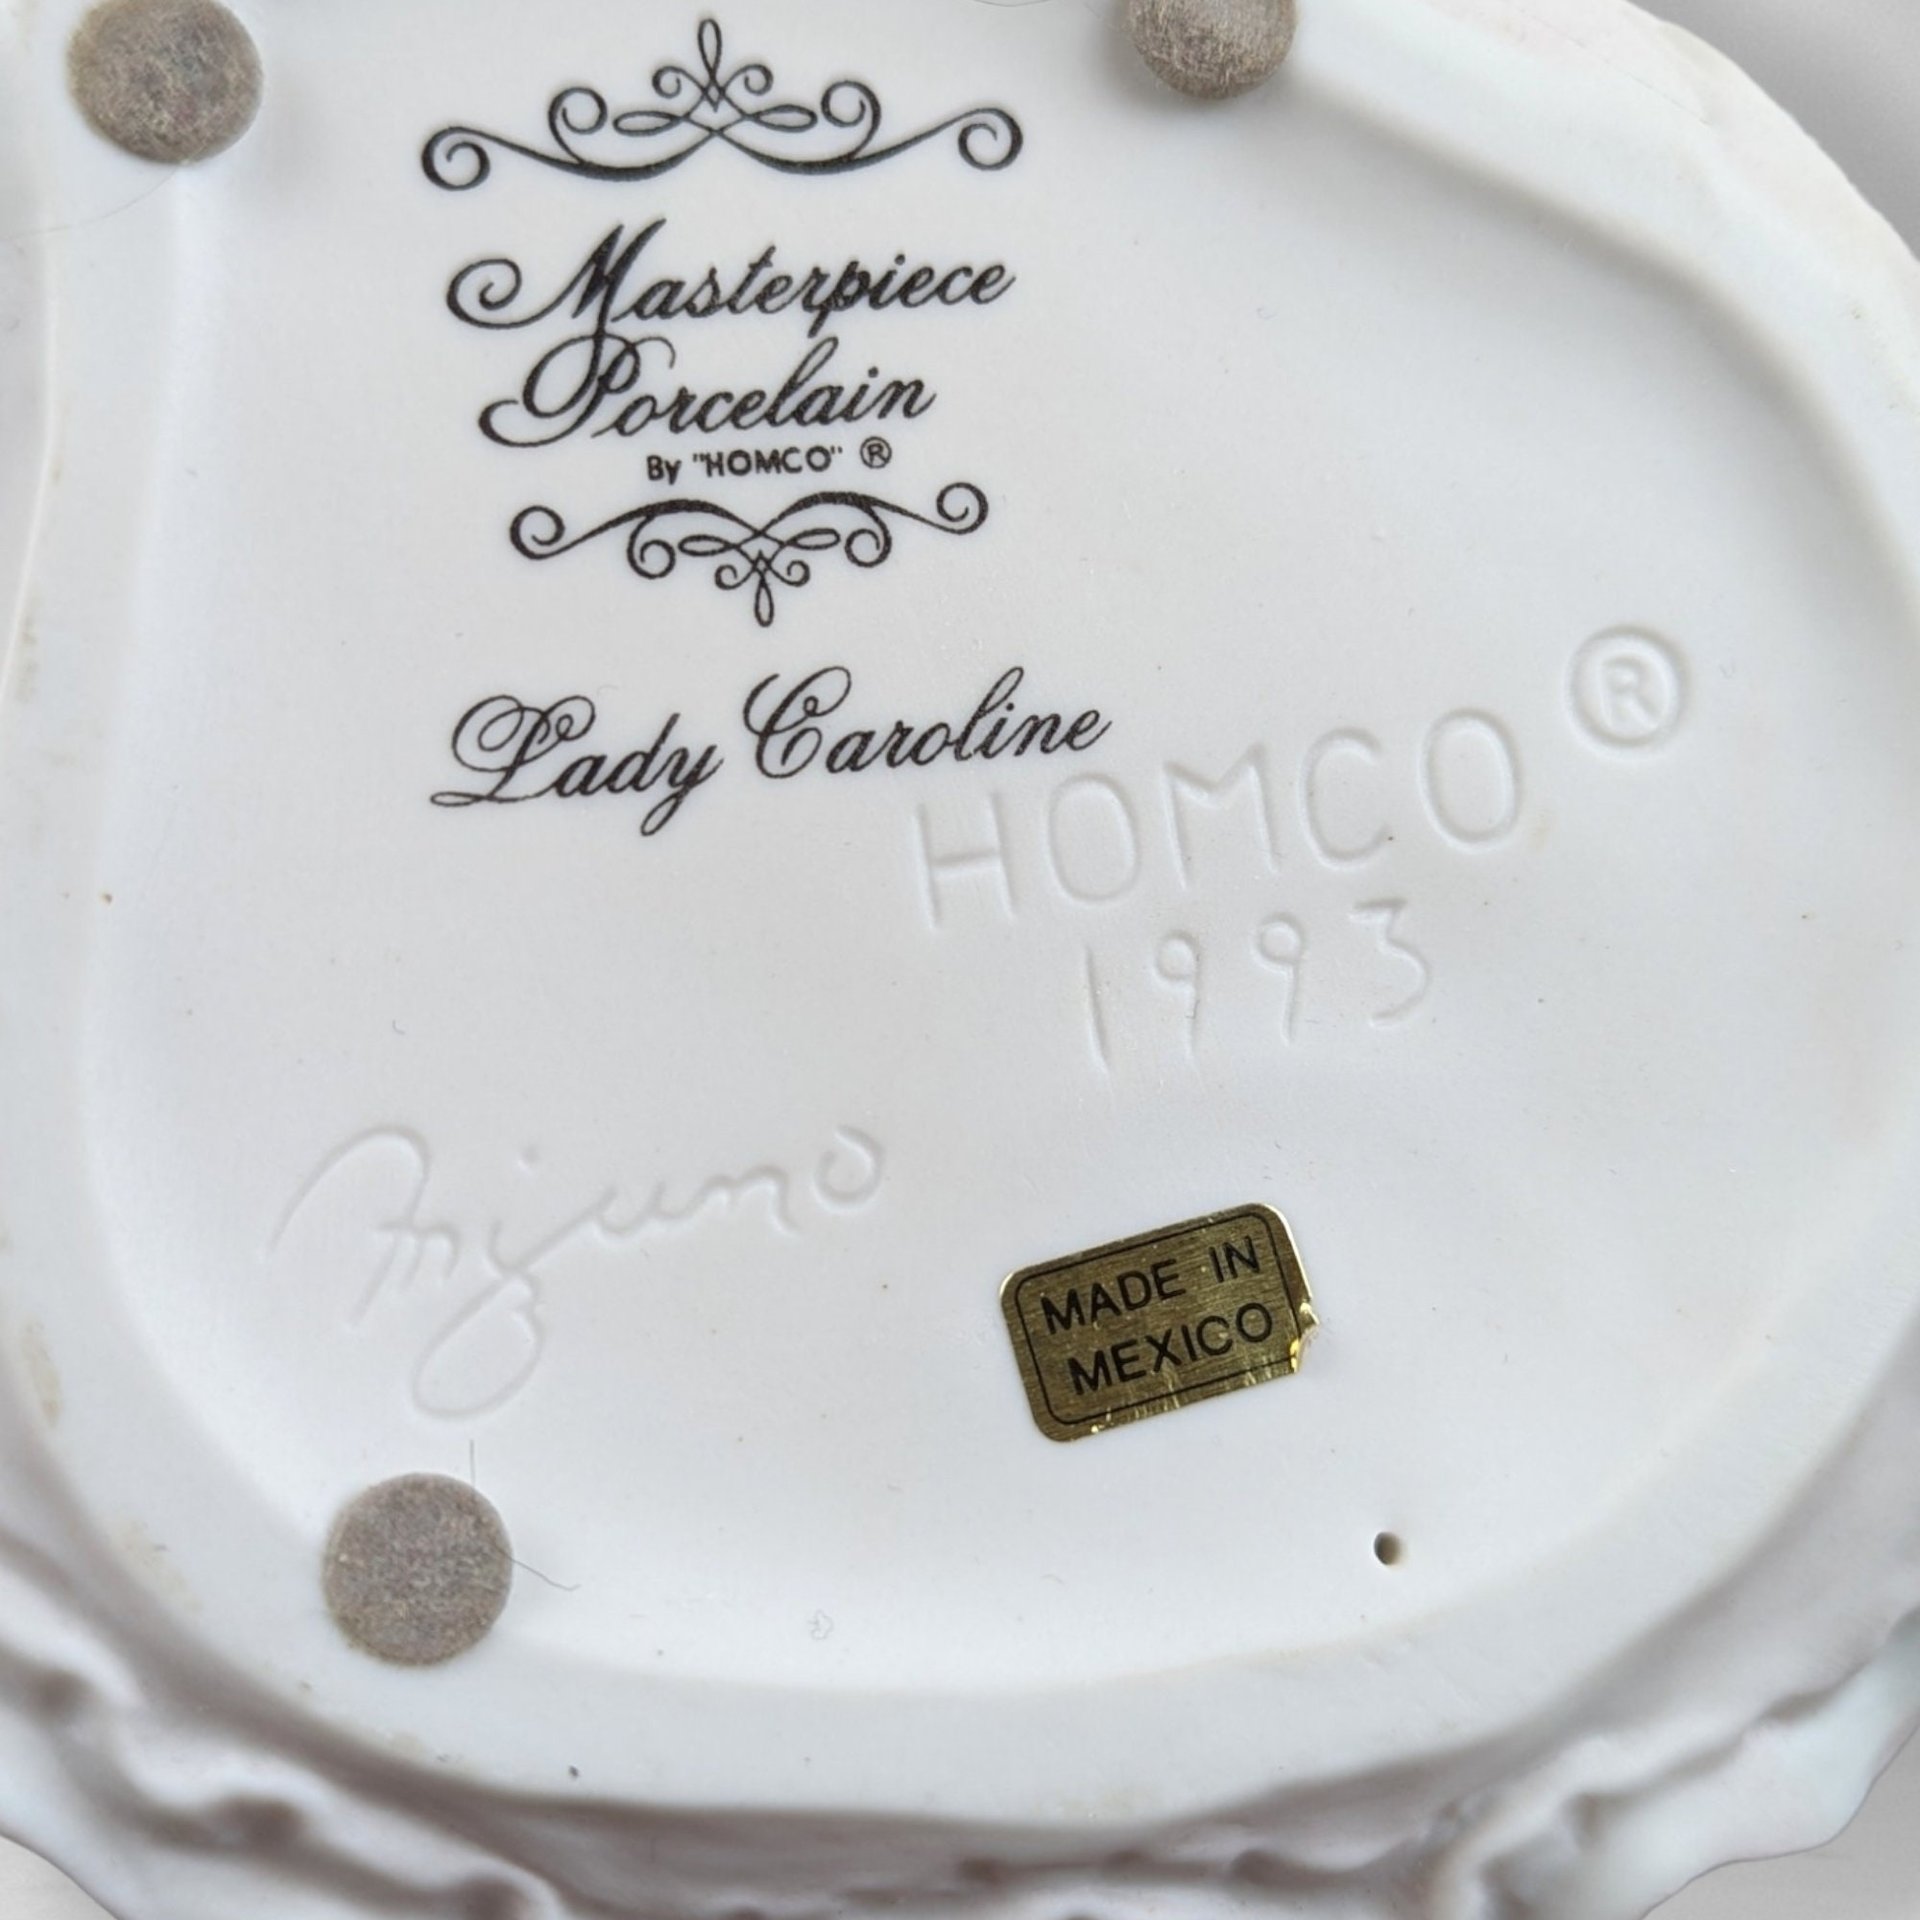 Masterpiece
Porcelain
By "HOMCO" ®
Lady Caroline
HOMCO ®
1993
MADE IN
MEXICO